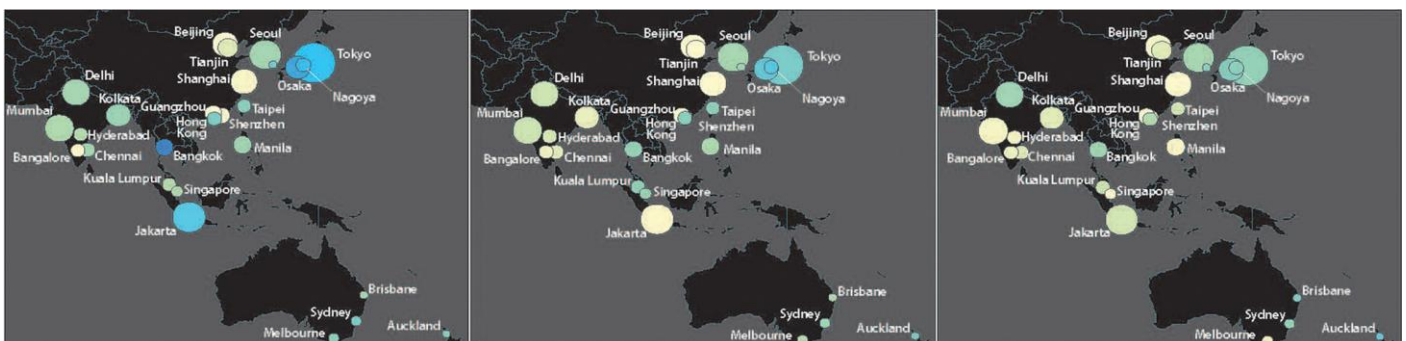 Beijing
Seoul
Tokyo
Tianjin
Shanghai
Osaka
Nagoya
Delhi
Kolkata
Guangzhou
Taipei
Mumbai
Hong
Kong
Shenzhen
Hyderabad
Bangalore
Chennai
Bangkok
Manila
Kuala Lumpur
Singapore
Jakarta
Brisbane
Sydney
Auckland
Melbourne
Beijing
Seoul
Tokyo
Tianjin
Shanghai
Osaka
Nagoya
Delhi
Kolkata
Guangzhou
Taipei
Mumbai
Hong
Kong
Shenzhen
Hyderabad
Bangalore
Chennai
Bangkok
Manila
Kuala Lumpur
Singapore
Jakarta
Brisbane
Sydney
Auckland
Melbourne
Beijing
Seoul
Tokyo
Tianjin
Shanghai
Osaka
Nagoya
Delhi
Kolkata
Guangzhou
Taipei
Mumbai
Hong
Kong
Shenzhen
Hyderabad
Bangalore
Chennai
Bangkok
Manila
Kuala Lumpur
Singapore
Jakarta
Brisbane
Sydney
Auckland
Melbourne